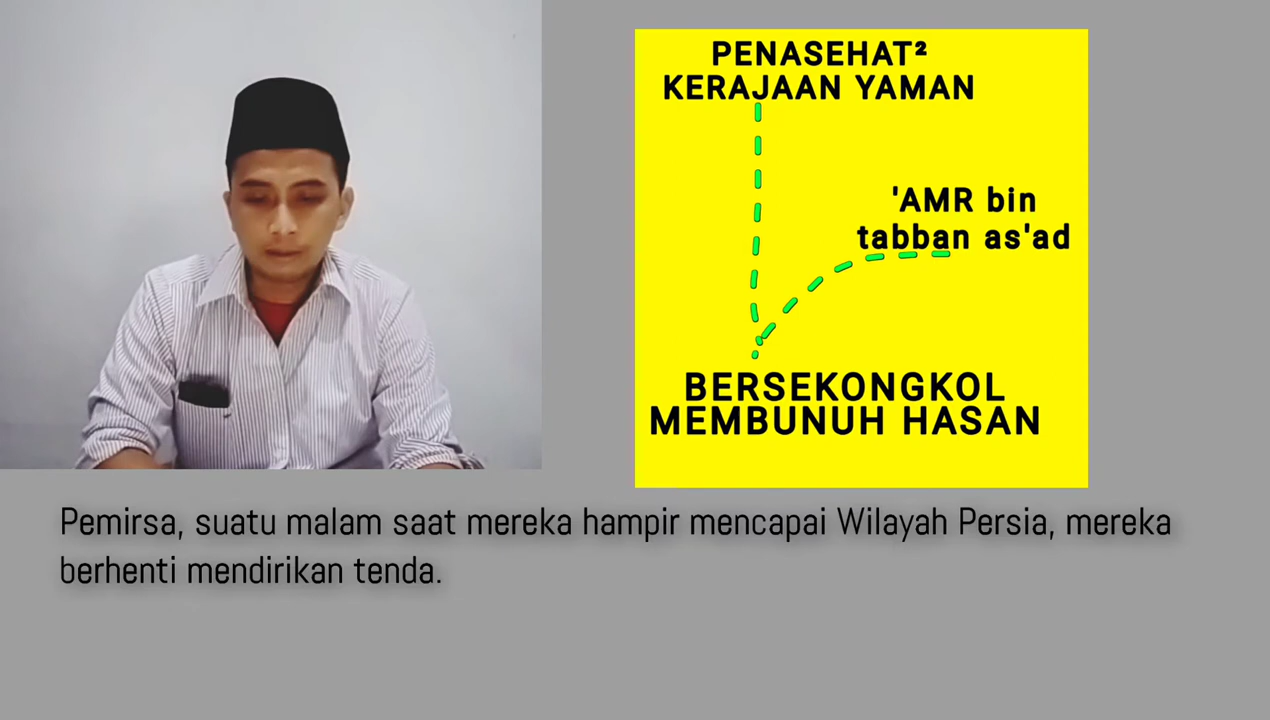 PENASEHAT²
KERAJAAN YAMAN
'AMR bin
tabban as'ad
BERSEKONGKOL
MEMBUNUH HASAN
Pemirsa, suatu malam saat mereka hampir mencapai Wilayah Persia, mereka
berhenti mendirikan tenda.